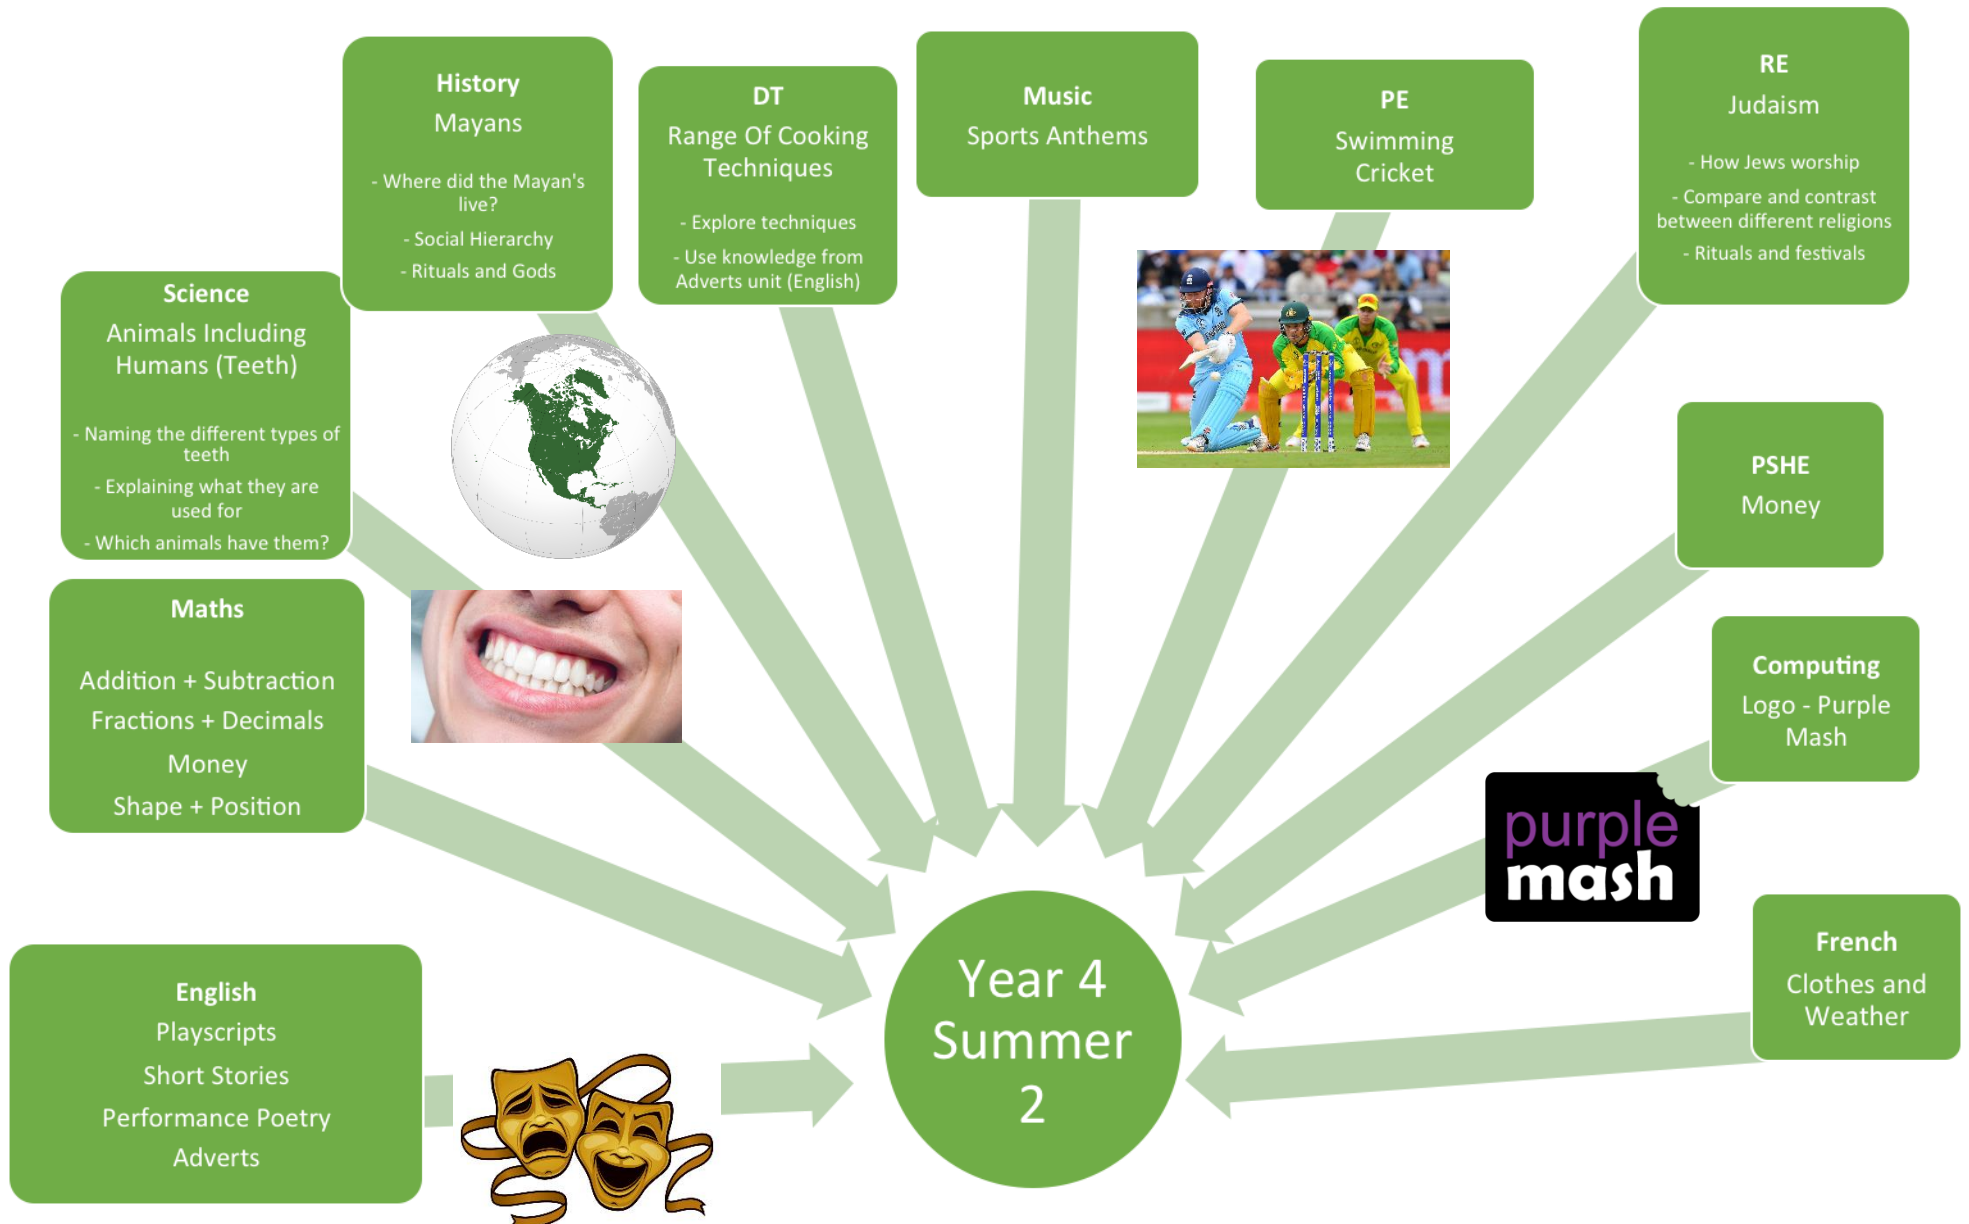 History
Mayans
- Where did the Mayan's
live?
- Social Hierarchy
- Rituals and Gods
DT
Range Of Cooking
Techniques
- Explore techniques
- Use knowledge from
Adverts unit (English)
Music
Sports Anthems
PE
Swimming
Cricket
RE
Judaism
- How Jews worship
- Compare and contrast
between different religions
- Rituals and festivals
Science
Animals Including
Humans (Teeth)
- Naming the different types of
teeth
- Explaining what they are
used for
- Which animals have them?
PSHE
Money
Maths
Addition + Subtraction
Fractions + Decimals
Money
Shape + Position
Computing
Logo - Purple
Mash
purple
mash
French
Clothes and
Weather
English
Playscripts
Short Stories
Performance Poetry
Adverts
Year 4
Summer
2